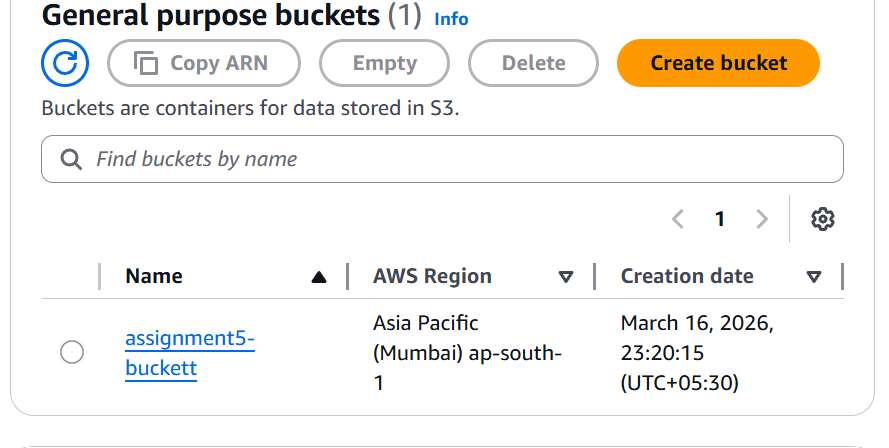 General purpose buckets (1) Info
Copy ARN Empty Delete Create bucket
Buckets are containers for data stored in S3.
Find buckets by name
1
Name AWS Region Creation date
assignment5-
buckett
Asia Pacific
(Mumbai) ap-south-
1
March 16, 2026,
23:20:15
(UTC+05:30)